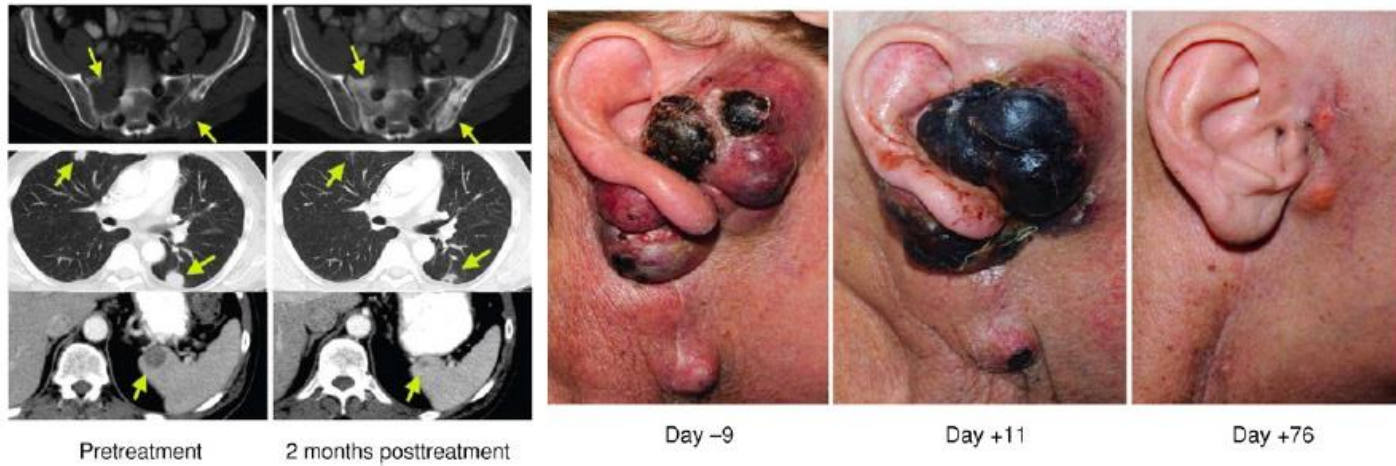 Pretreatment
2 months posttreatment
Day –9
Day +11
Day +76